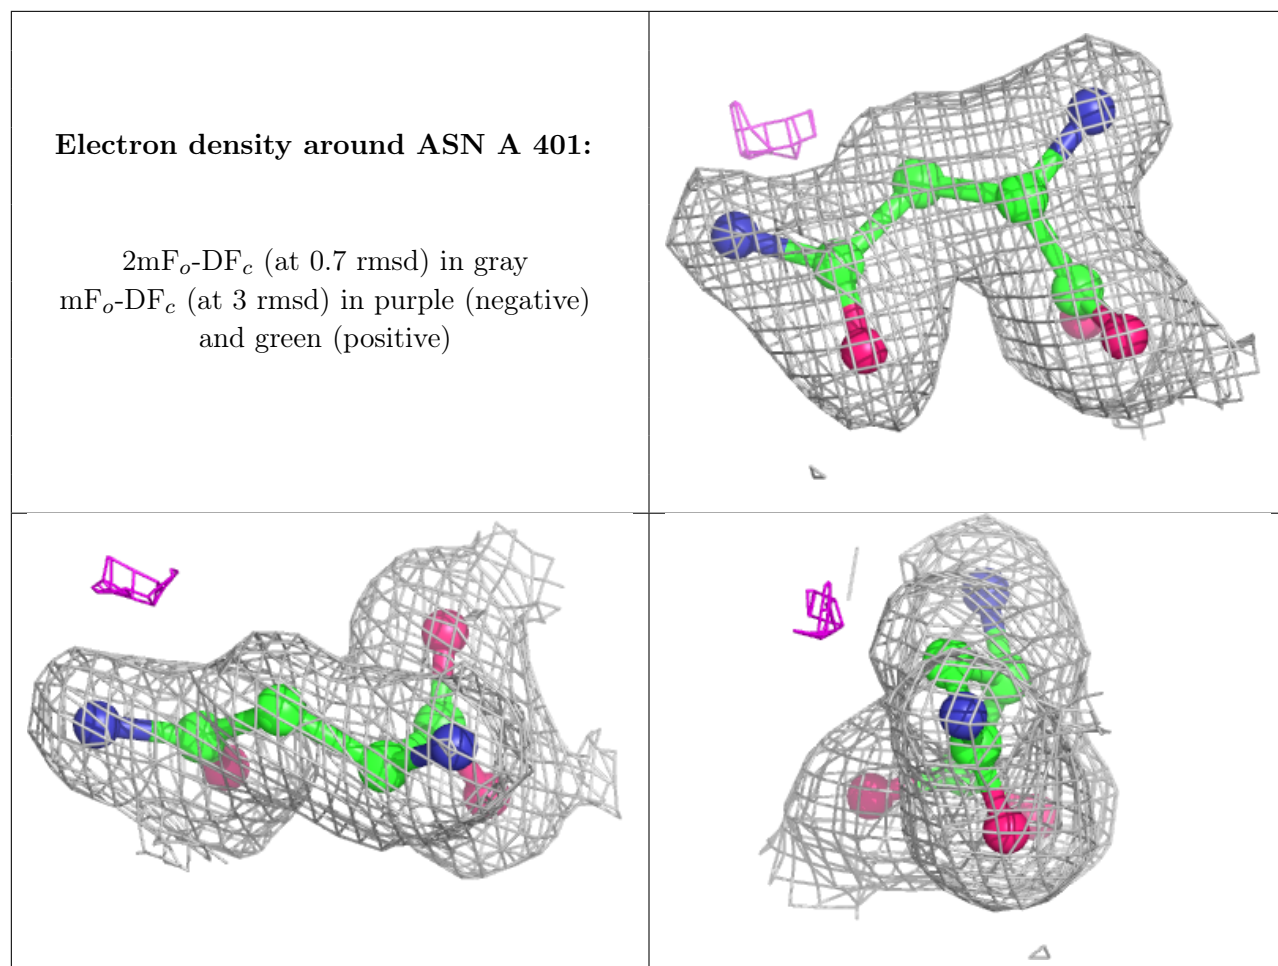 Electron density around ASN A 401:
2mFo-DFc (at 0.7 rmsd) in gray
mFo-DFc (at 3 rmsd) in purple (negative)
and green (positive)